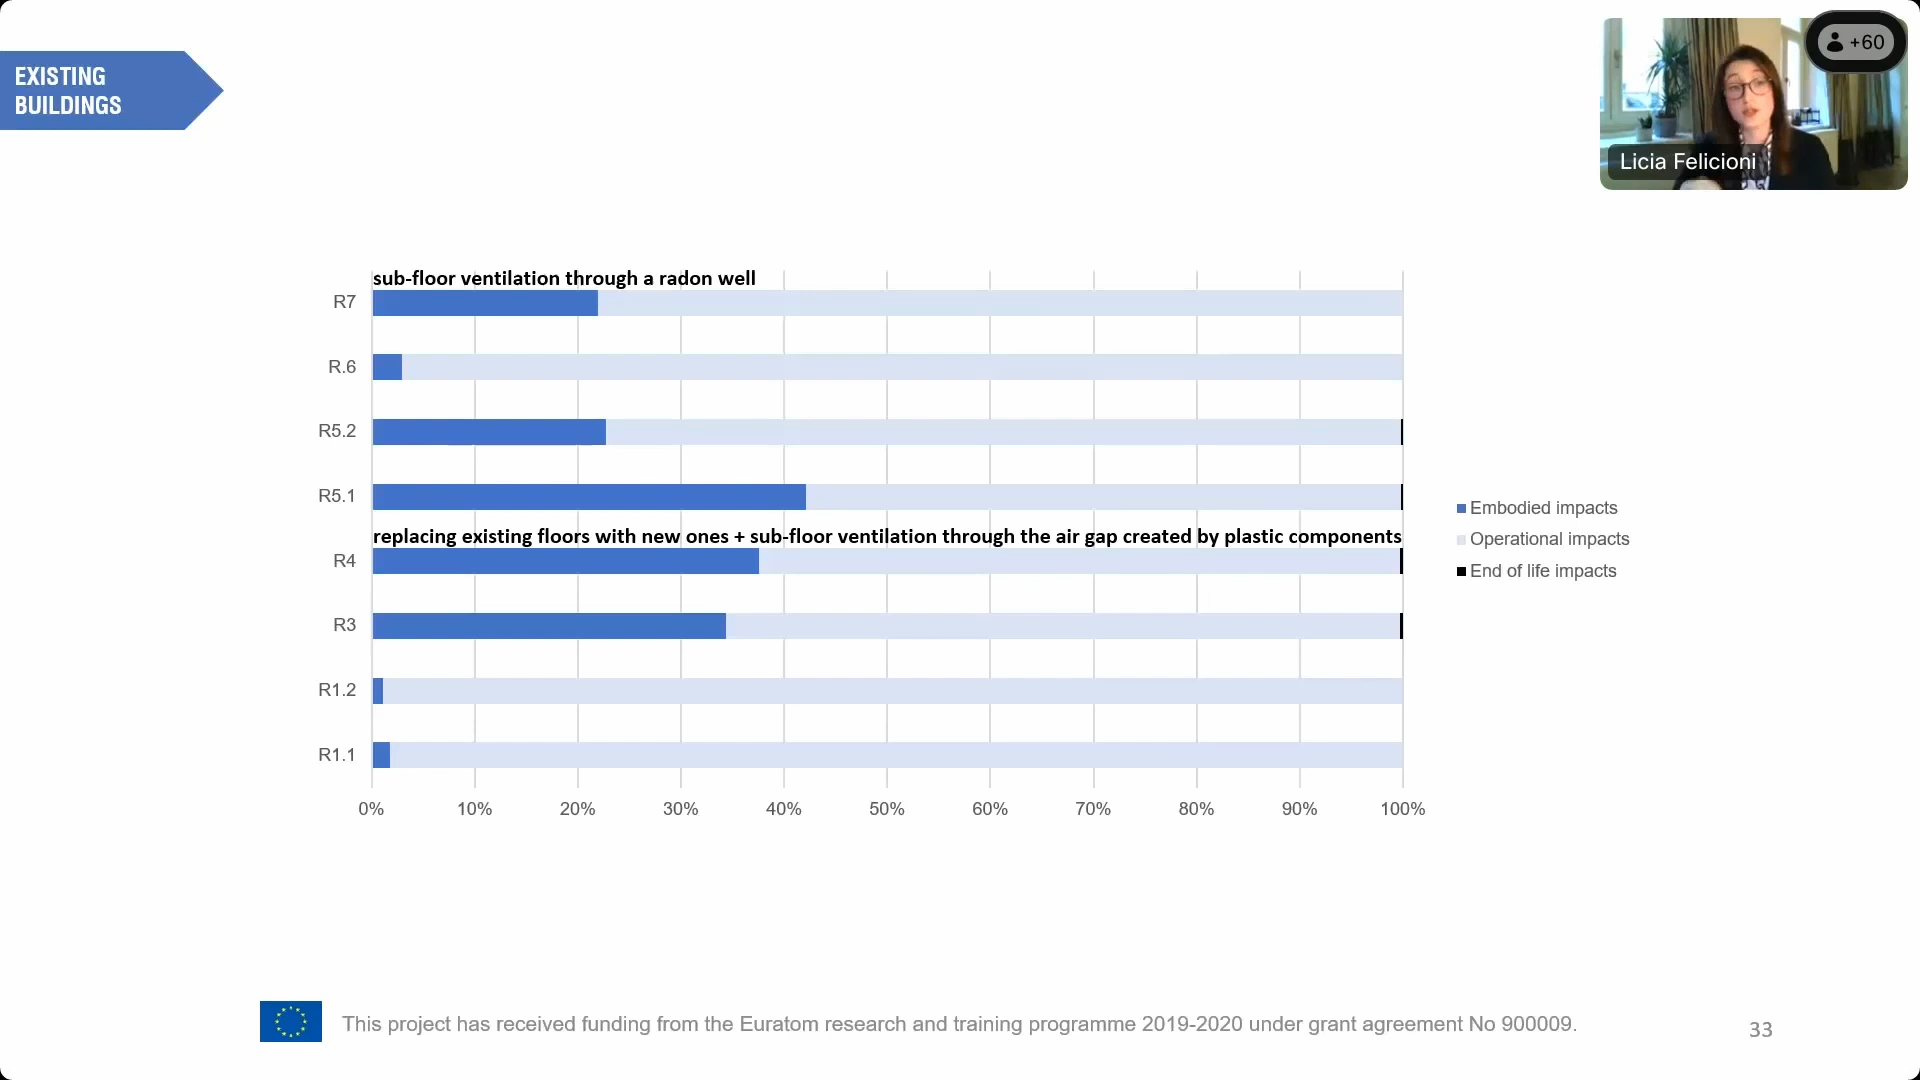 EXISTING
BUILDINGS
+60
Licia Felicioni
sub-floor ventilation through a radon well
R7
R.6
R5.2
R5.1
replacing existing floors with new ones + sub-floor ventilation through the air gap created by plastic components
R4
R3
R1.2
R1.1
0% 10% 20% 30% 40% 50% 60% 70% 80% 90% 100%
Embodied impacts
Operational impacts
End of life impacts
This project has received funding from the Euratom research and training programme 2019-2020 under grant agreement No 900009.
33